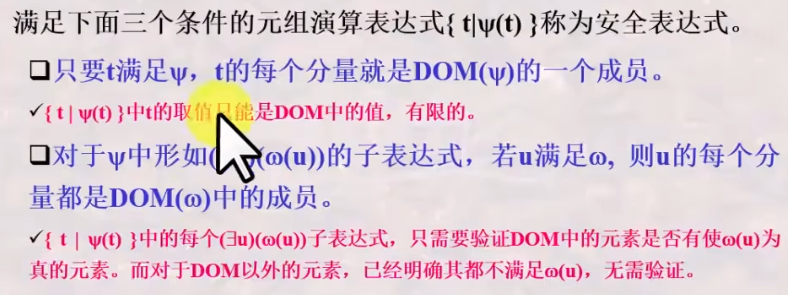 满足下面三个条件的元组演算表达式{ t|ψ(t) }称为安全表达式。
❑只要t满足ψ，t的每个分量就是DOM(ψ)的一个成员。
✓{ t | ψ(t) }中t的取值只能是DOM中的值，有限的。
❑对于ψ中形如( )(ω(u))的子表达式，若u满足ω, 则u的每个分
量都是DOM(ω)中的成员。
✓{ t | ψ(t) }中的每个(∃u)(ω(u))子表达式，只需要验证DOM中的元素是否有使ω(u)为
真的元素。而对于DOM以外的元素，已经明确其都不满足ω(u)，无需验证。